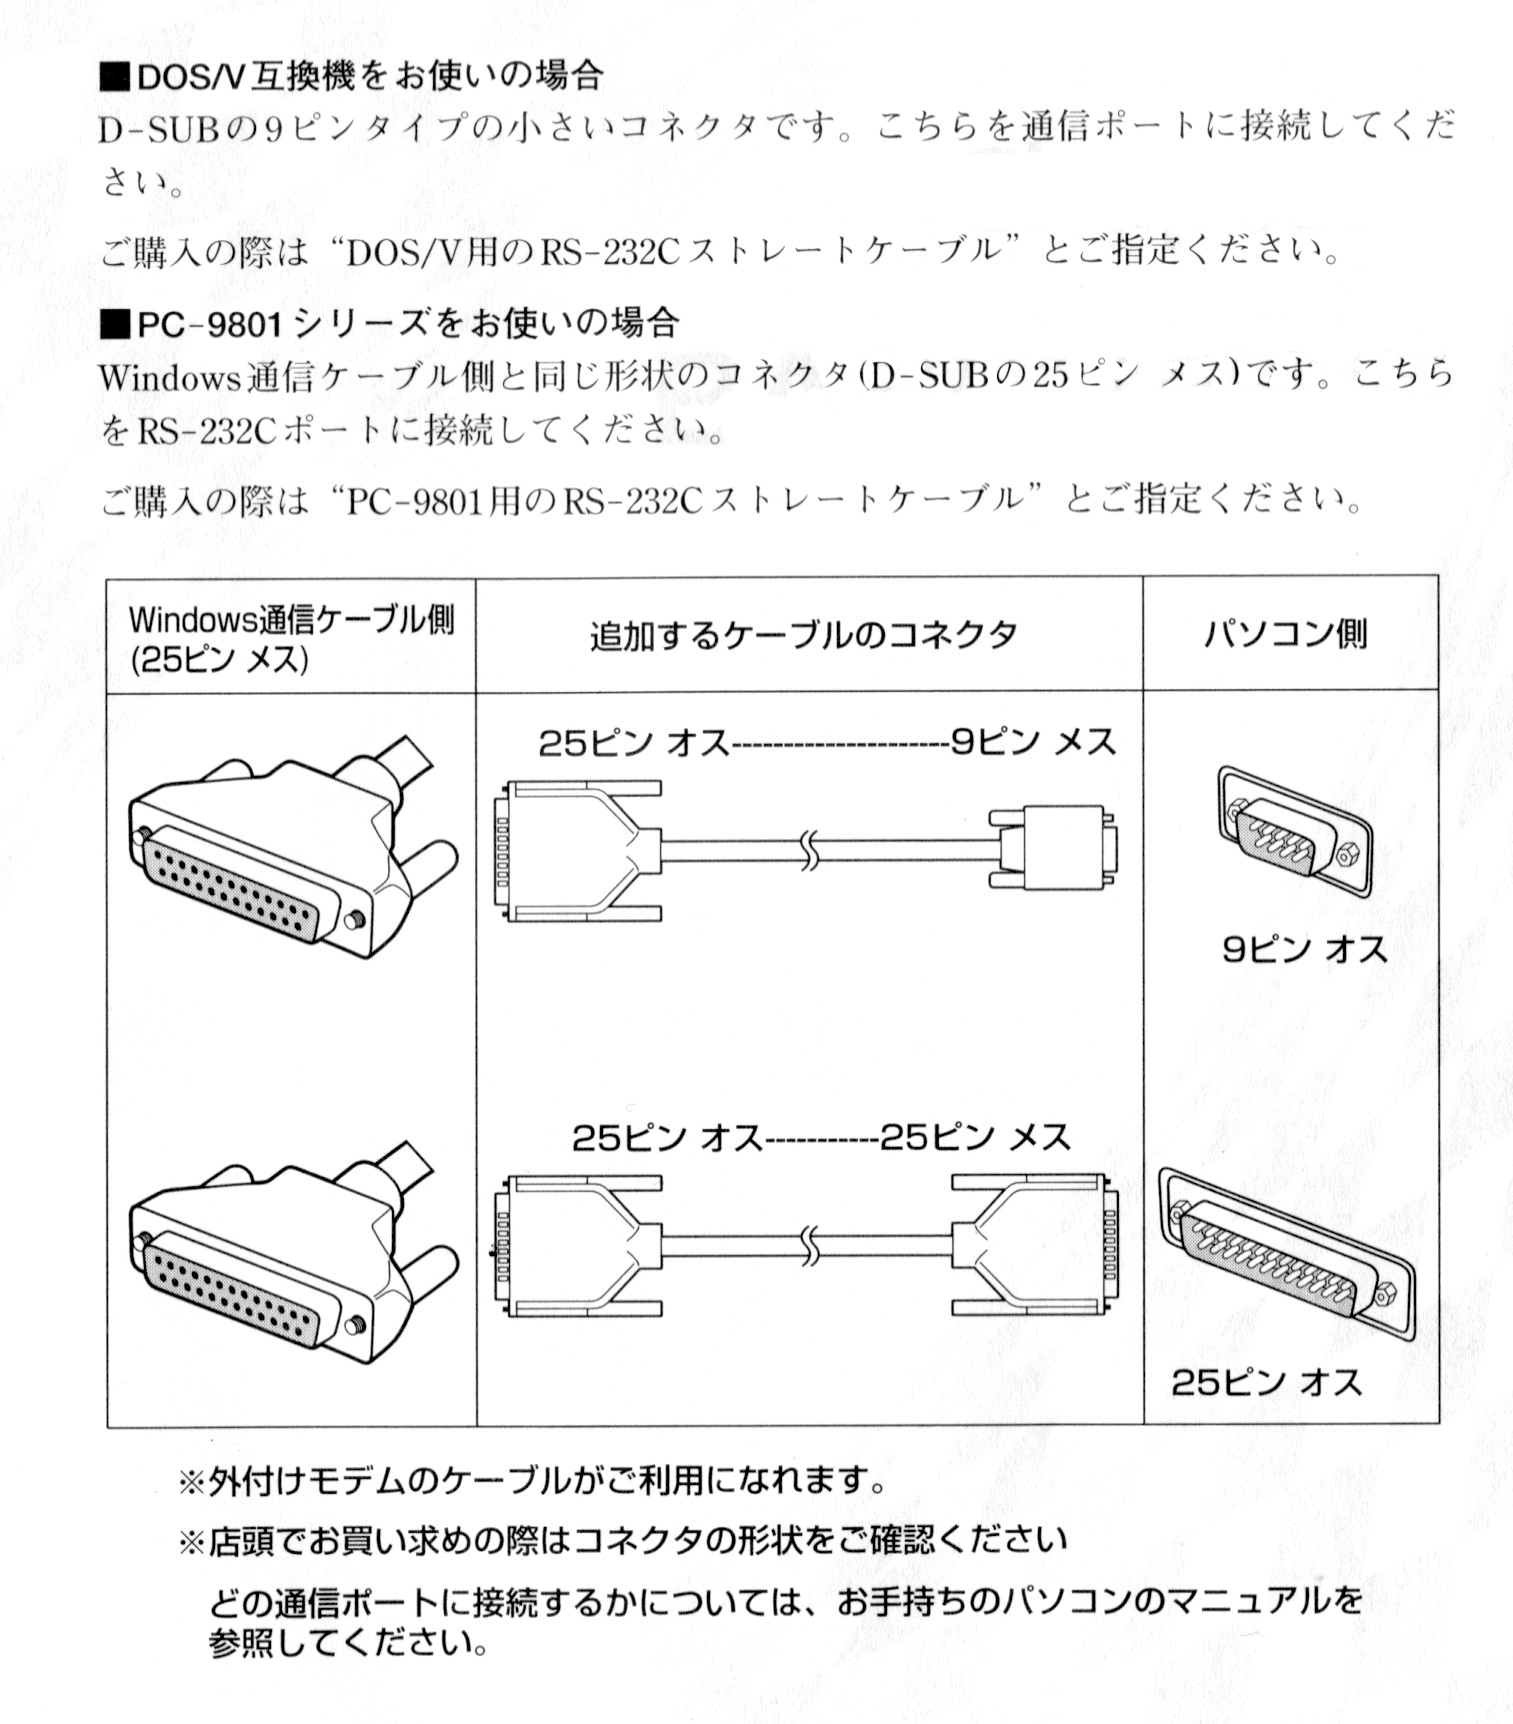 ■DOS/V互換機をお使いの場合
D-SUBの9ピンタイプの小さいコネクタです。こちらを通信ポートに接続してくだ
さい。
ご購入の際は“DOS/V用のRS-232Cストレートケーブル”とご指定ください。
■PC-9801シリーズをお使いの場合
Windows通信ケーブル側と同じ形状のコネクタ(D-SUBの25ピン メス)です。こちら
をRS-232Cポートに接続してください。
ご購入の際は“PC-9801用のRS-232Cストレートケーブル”とご指定ください。
Windows通信ケーブル側
(25ピン メス)
追加するケーブルのコネクタ
パソコン側
25ピン オス---------------------9ピン メス
9ピン オス
25ピン オス-----------25ピン メス
25ピン オス
※外付けモデムのケーブルがご利用になれます。
※店頭でお買い求めの際はコネクタの形状をご確認ください
どの通信ポートに接続するかについては、お手持ちのパソコンのマニュアルを
参照してください。